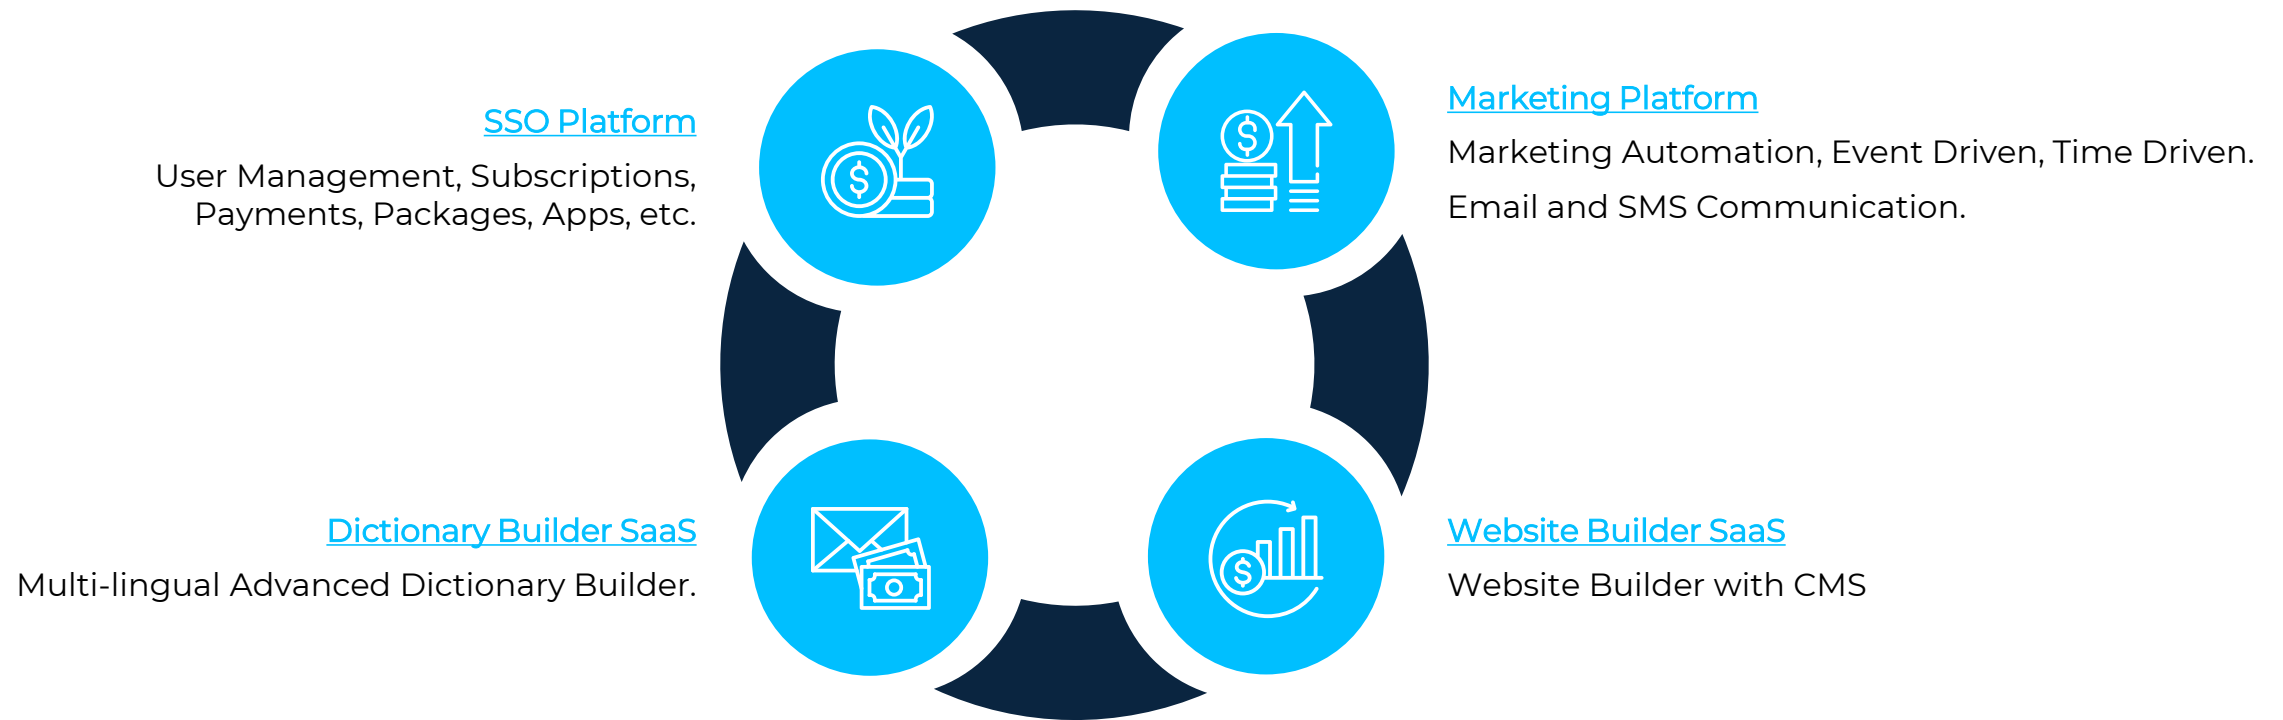 SSO Platform
User Management, Subscriptions,
Payments, Packages, Apps, etc.
Marketing Platform
Marketing Automation, Event Driven, Time Driven.
Email and SMS Communication.
Dictionary Builder SaaS
Multi-lingual Advanced Dictionary Builder.
Website Builder SaaS
Website Builder with CMS